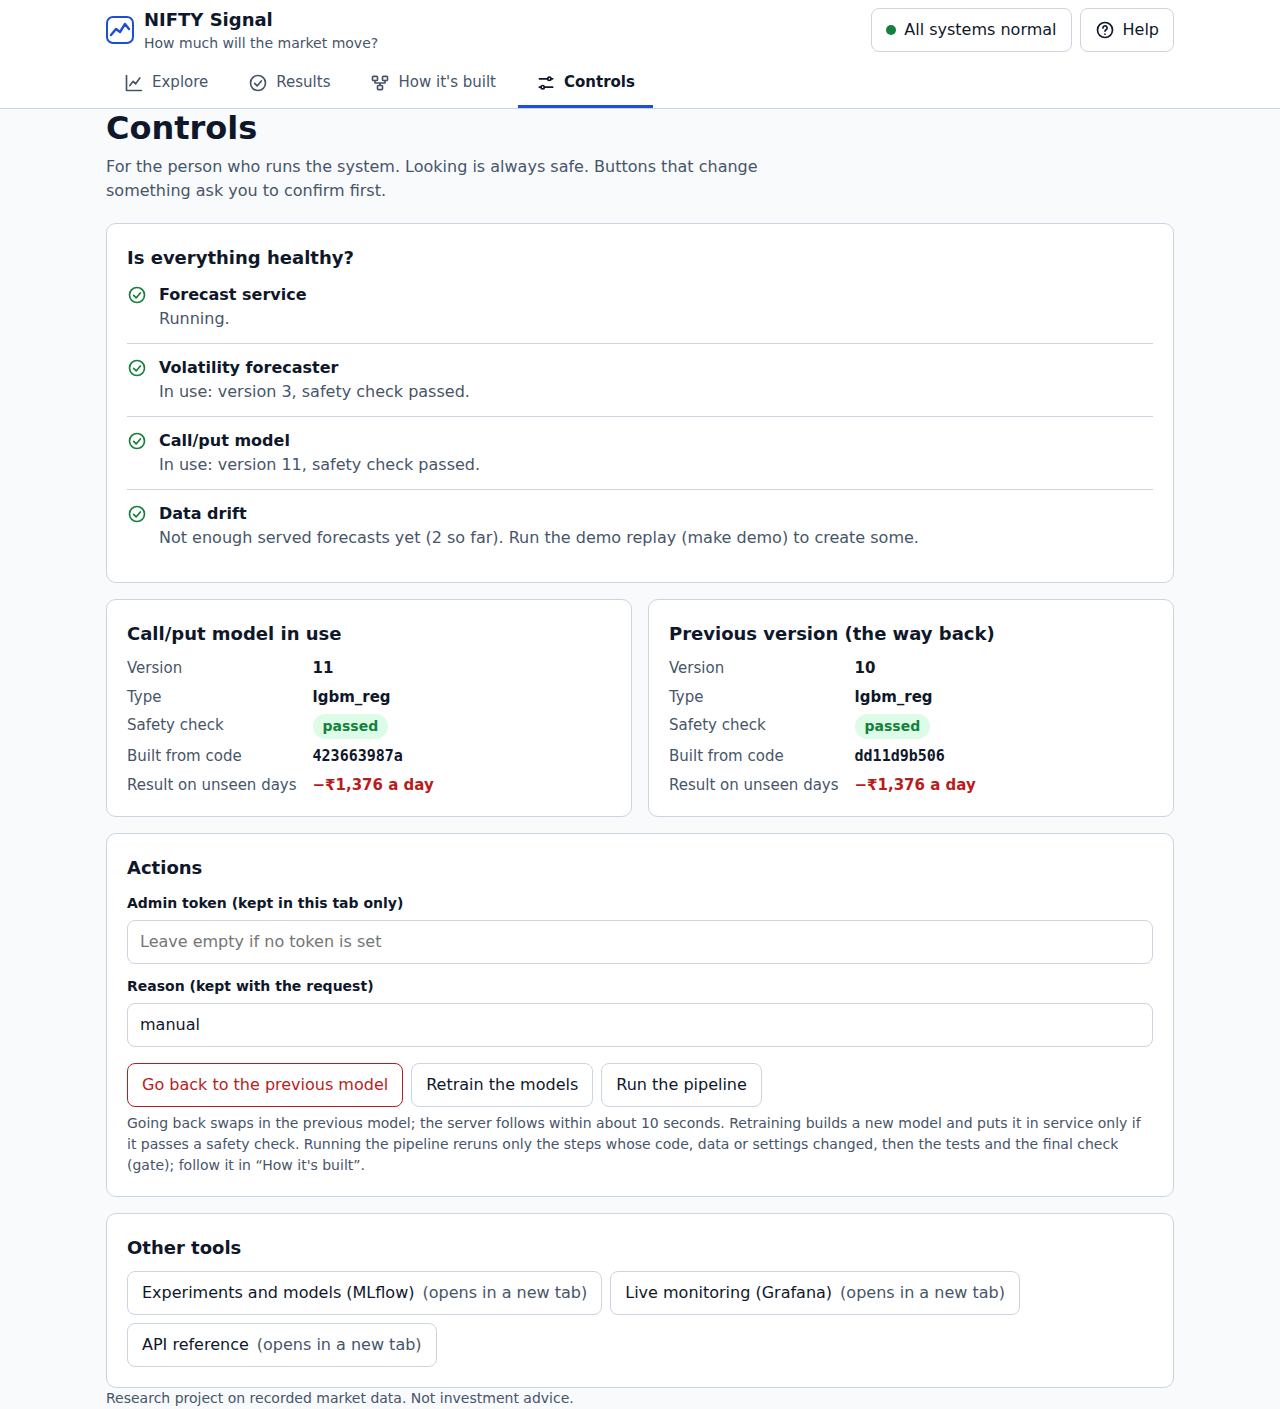 NIFTY Signal
How much will the market move?
All systems normal
Help
Explore
Results
How it's built
Controls
Controls
For the person who runs the system. Looking is always safe. Buttons that change
something ask you to confirm first.
Is everything healthy?
Forecast service
Running.
Volatility forecaster
In use: version 3, safety check passed.
Call/put model
In use: version 11, safety check passed.
Data drift
Not enough served forecasts yet (2 so far). Run the demo replay (make demo) to create some.
Call/put model in use
Version 11
Type lgbm_reg
Safety check passed
Built from code 423663987a
Result on unseen days −₹1,376 a day
Previous version (the way back)
Version 10
Type lgbm_reg
Safety check passed
Built from code dd11d9b506
Result on unseen days −₹1,376 a day
Actions
Admin token (kept in this tab only)
Leave empty if no token is set
Reason (kept with the request)
manual
Go back to the previous model
Retrain the models
Run the pipeline
Going back swaps in the previous model; the server follows within about 10 seconds. Retraining builds a new model and puts it in service only if
it passes a safety check. Running the pipeline reruns only the steps whose code, data or settings changed, then the tests and the final check
(gate); follow it in “How it's built”.
Other tools
Experiments and models (MLflow) (opens in a new tab)
Live monitoring (Grafana) (opens in a new tab)
API reference (opens in a new tab)
Research project on recorded market data. Not investment advice.